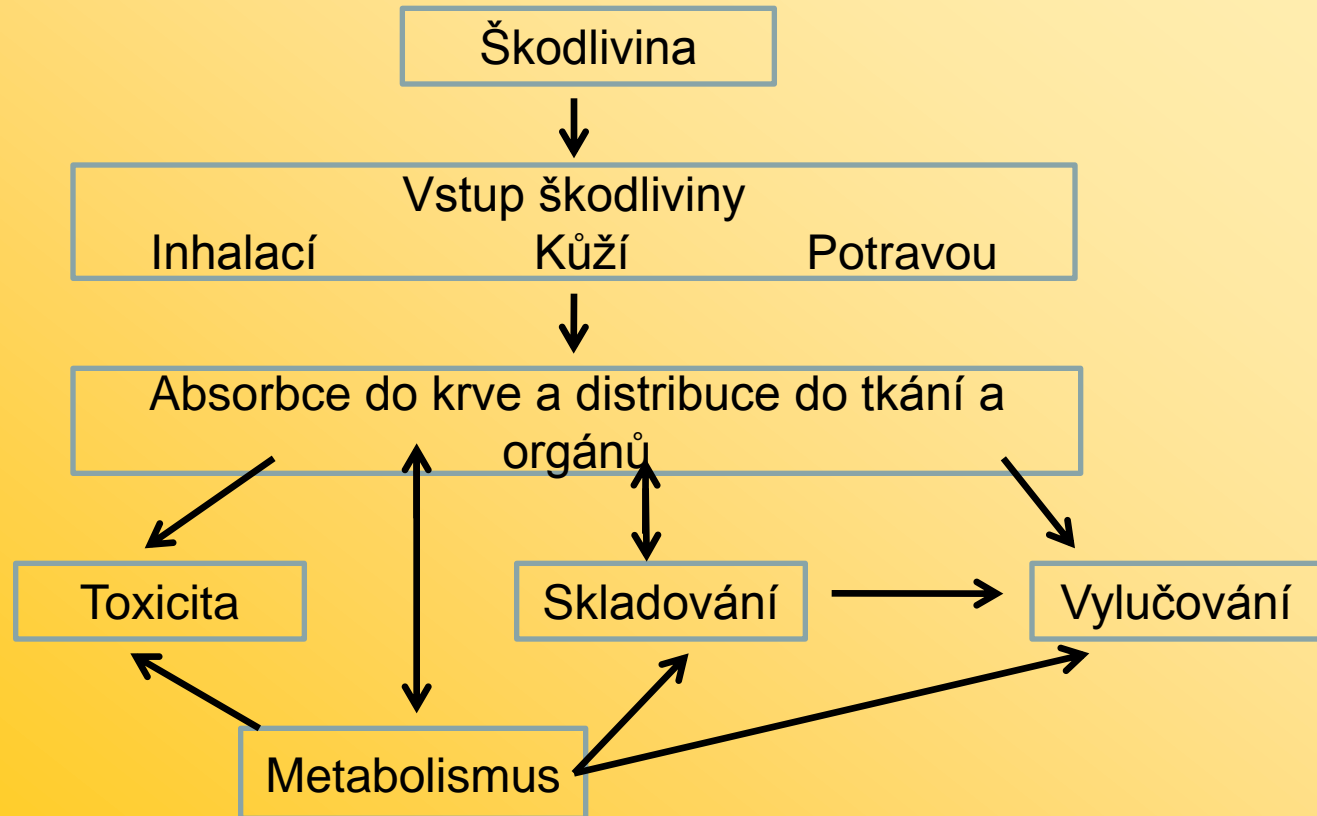 Škodlivina
Vstup škodliviny
Inhalací Kůží Potravou
Absorbce do krve a distribuce do tkání a
orgánů
Toxicita
Skladování
Vylučování
Metabolismus